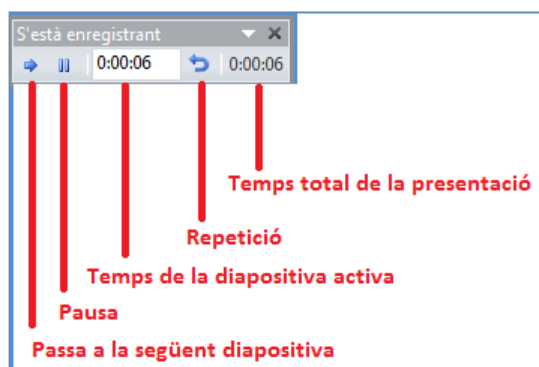 S'està enregistrant
0:00:06 0:00:06
Temps total de la presentació
Repetició
Temps de la diapositiva activa
Pausa
Passa a la següent diapositiva